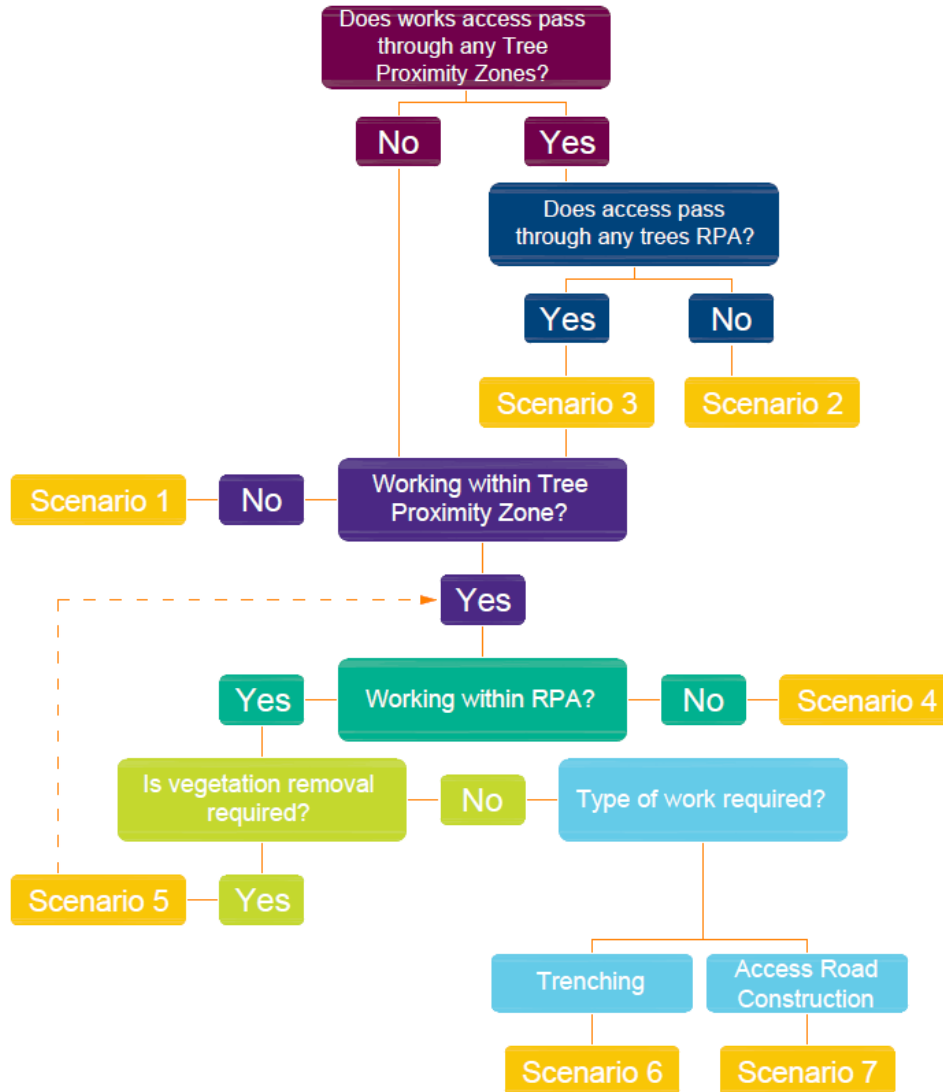 Does works access pass
through any Tree
Proximity Zones?
No
Yes
Does access pass
through any trees RPA?
Yes
No
Scenario 3
Scenario 2
Scenario 1
No
Working within Tree
Proximity Zone?
Yes
Yes
Working within RPA?
No
Scenario 4
Is vegetation removal
required?
No
Type of work required?
Scenario 5
Yes
Trenching
Access Road
Construction
Scenario 6
Scenario 7